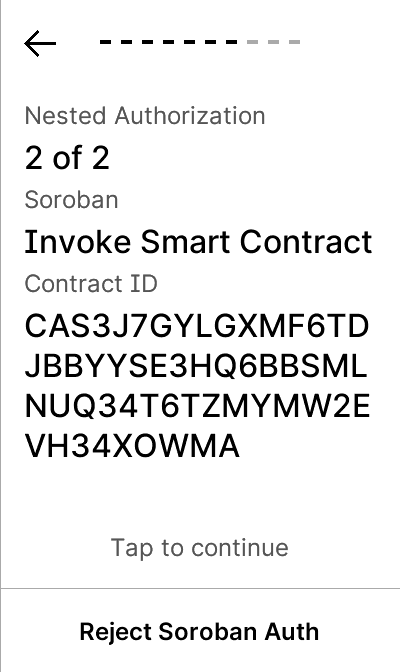 Nested Authorization
2 of 2
Soroban
Invoke Smart Contract
Contract ID
CAS3J7GYLGXMF6TD
JBBYYSE3HQ6BBSML
NUQ34T6TZMYMW2E
VH34XOWMA
Tap to continue
Reject Soroban Auth